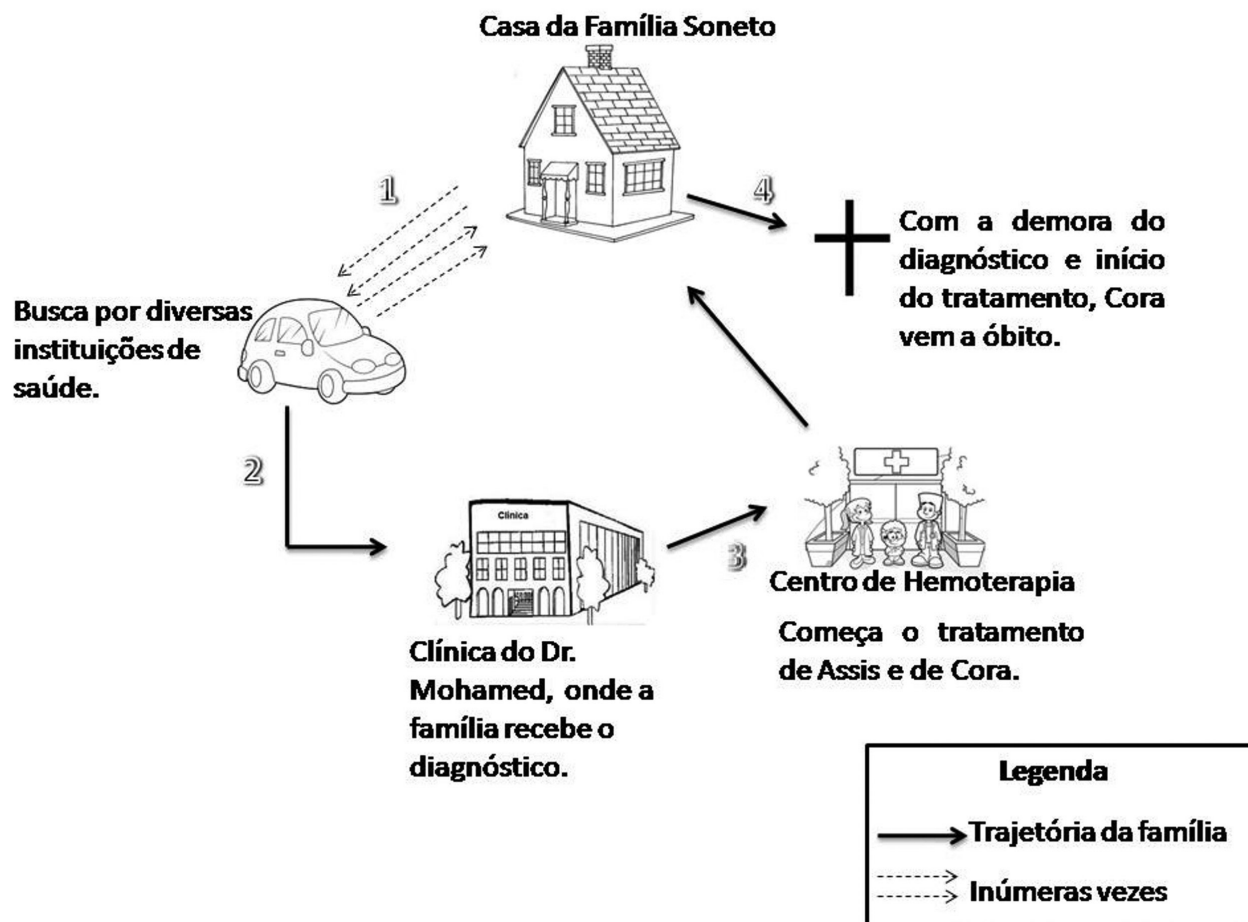 Casa da Família Soneto
1
4
Com a demora do
diagnóstico e início
do tratamento, Cora
vem a óbito.
Busca por diversas
instituições de
saúde.
2
Clínica
3
Clínica do Dr.
Mohamed, onde a
família recebe o
diagnóstico.
Centro de Hemoterapia
Começa o tratamento
de Assis e de Cora.
Legenda
Trajetória da família
Inúmeras vezes